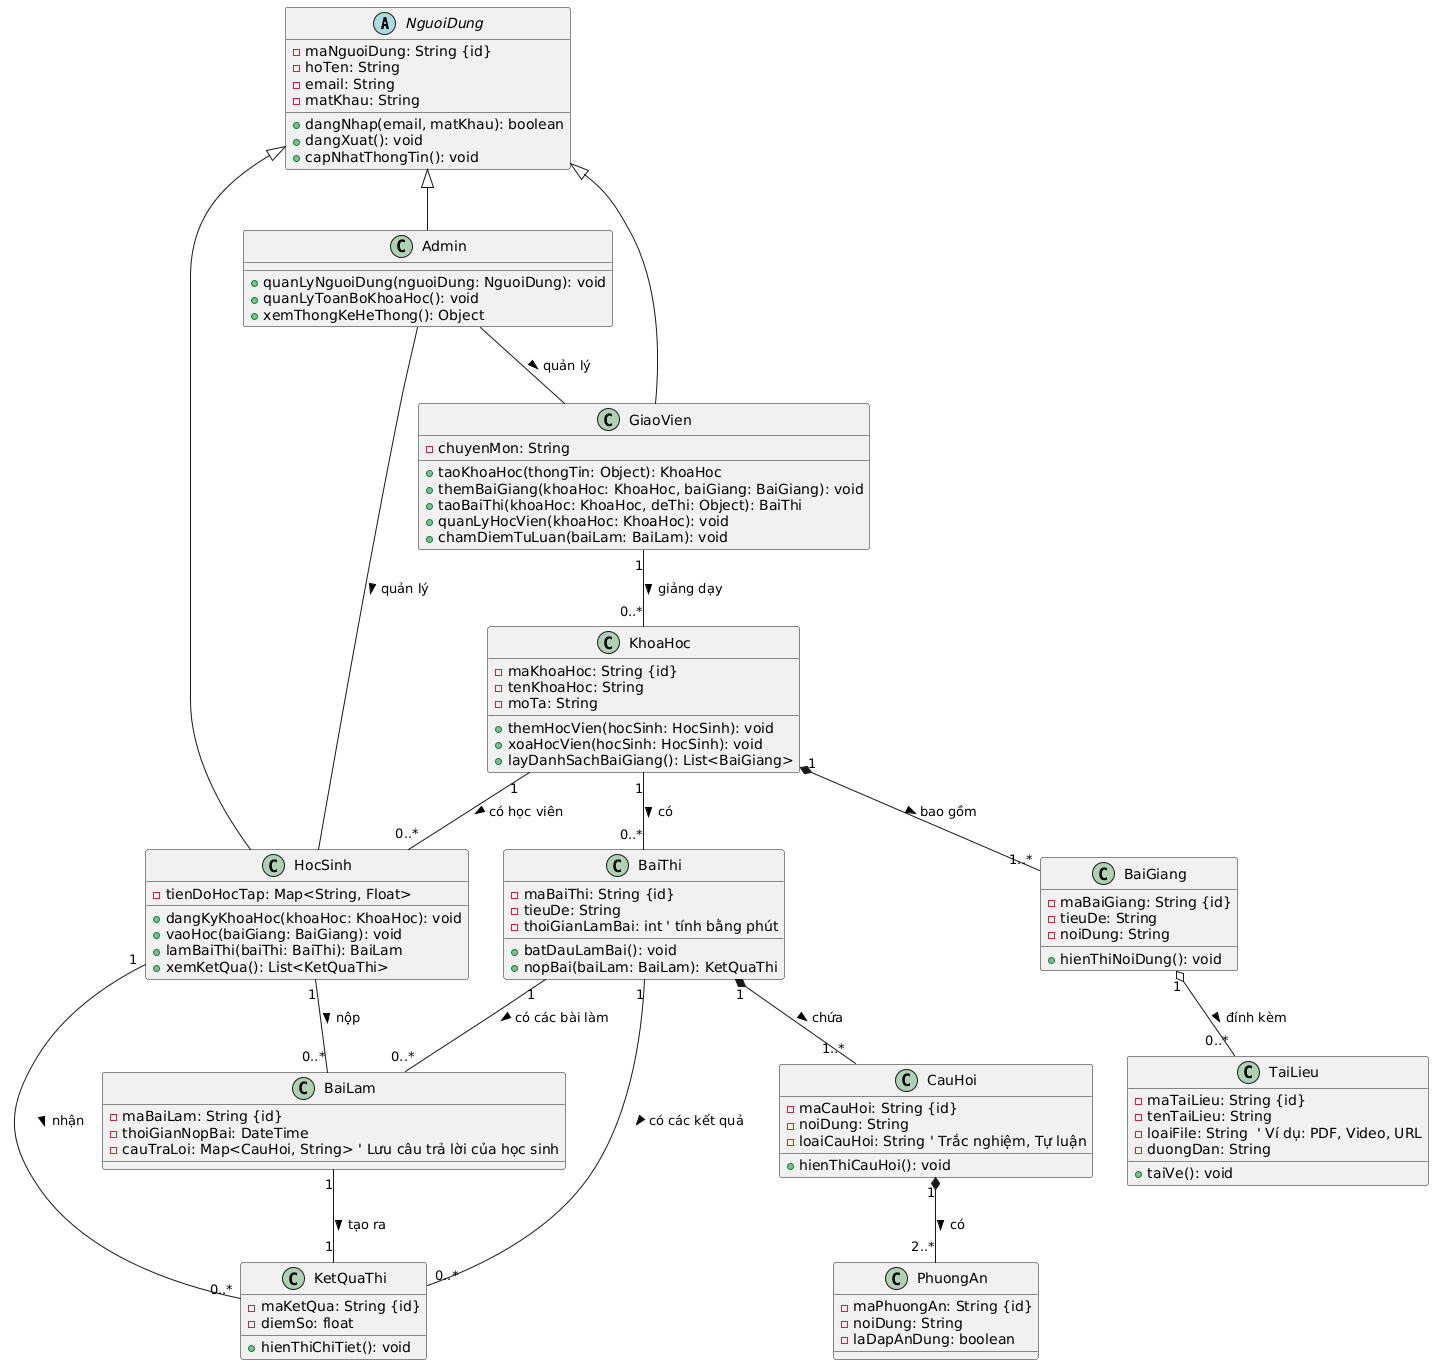 A NguoiDung
maNguoiDung: String {id}
hoTen: String
email: String
matKhau: String
dangNhap(email, matKhau): boolean
dangXuat(): void
capNhatThongTin(): void
C Admin
quanLyNguoiDung(nguoiDung: NguoiDung): void
quanLyToanBoKhoaHoc(): void
xemThongKeHeThong(): Object
quản lý
C GiaoVien
chuyenMon: String
taoKhoaHoc(thongTin: Object): KhoaHoc
themBaiGiang(khoaHoc: KhoaHoc, baiGiang: BaiGiang): void
taoBaiThi(khoaHoc: KhoaHoc, deThi: Object): BaiThi
quanLyHocVien(khoaHoc: KhoaHoc): void
chamDiemTuLuan(baiLam: BaiLam): void
1
quản lý
giảng dạy
0..*
C KhoaHoc
maKhoaHoc: String {id}
tenKhoaHoc: String
moTa: String
themHocVien(hocSinh: HocSinh): void
xoaHocVien(hocSinh: HocSinh): void
layDanhSachBaiGiang(): List<BaiGiang>
1
1
1
có học viên
có
bao gồm
0..*
0..*
1..*
C HocSinh
tienDoHocTap: Map<String, Float>
dangKyKhoaHoc(khoaHoc: KhoaHoc): void
vaoHoc(baiGiang: BaiGiang): void
lamBaiThi(baiThi: BaiThi): BaiLam
xemKetQua(): List<KetQuaThi>
C BaiThi
maBaiThi: String {id}
tieuDe: String
thoiGianLamBai: int ' tính bằng phút
batDauLamBai(): void
nopBai(baiLam: BaiLam): KetQuaThi
C BaiGiang
maBaiGiang: String {id}
tieuDe: String
noiDung: String
hienThiNoiDung(): void
1
1
1
1
1
1
nộp
có các bài làm
chứa
đính kèm
0..*
0..*
1..*
0..*
C BaiLam
maBaiLam: String {id}
thoiGianNopBai: DateTime
cauTraLoi: Map<CauHoi, String> ' Lưu câu trả lời của học sinh
C CauHoi
maCauHoi: String {id}
noiDung: String
loaiCauHoi: String ' Trắc nghiệm, Tự luận
hienThiCauHoi(): void
C TaiLieu
maTaiLieu: String {id}
tenTaiLieu: String
loaiFile: String  ' Ví dụ: PDF, Video, URL
duongDan: String
taiVe(): void
nhận
có các kết quả
1
1
tạo ra
có
1
2..*
0..*
0..*
C KetQuaThi
maKetQua: String {id}
diemSo: float
hienThiChiTiet(): void
C PhuongAn
maPhuongAn: String {id}
noiDung: String
laDapAnDung: boolean